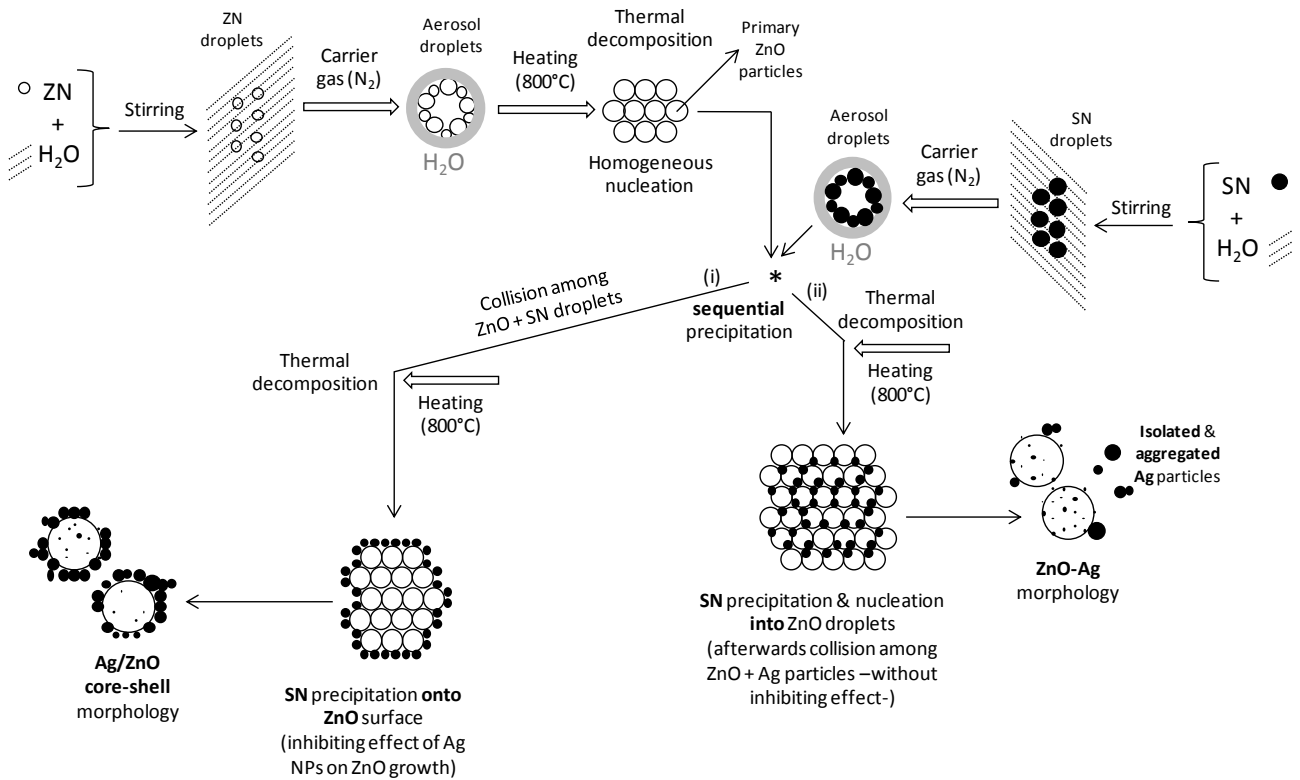 ZN
droplets
ZN
+
H₂O
Stirring
Carrier
gas (N₂)
Aerosol
droplets
H₂O
Heating
(800°C)
Thermal
decomposition
Homogeneous
nucleation
Primary
ZnO
particles
Aerosol
droplets
H₂O
Carrier
gas (N₂)
SN
droplets
Stirring
SN
+
H₂O
*
sequential
precipitation
(i)
Collision among
ZnO + SN droplets
Thermal
decomposition
Heating
(800°C)
(ii)
Thermal
decomposition
Heating
(800°C)
Ag/ZnO
core-shell
morphology
SN precipitation onto
ZnO surface
(inhibiting effect of Ag
NPs on ZnO growth)
SN precipitation & nucleation
into ZnO droplets
(afterwards collision among
ZnO + Ag particles –without
inhibiting effect-)
Isolated &
aggregated
Ag particles
ZnO-Ag
morphology